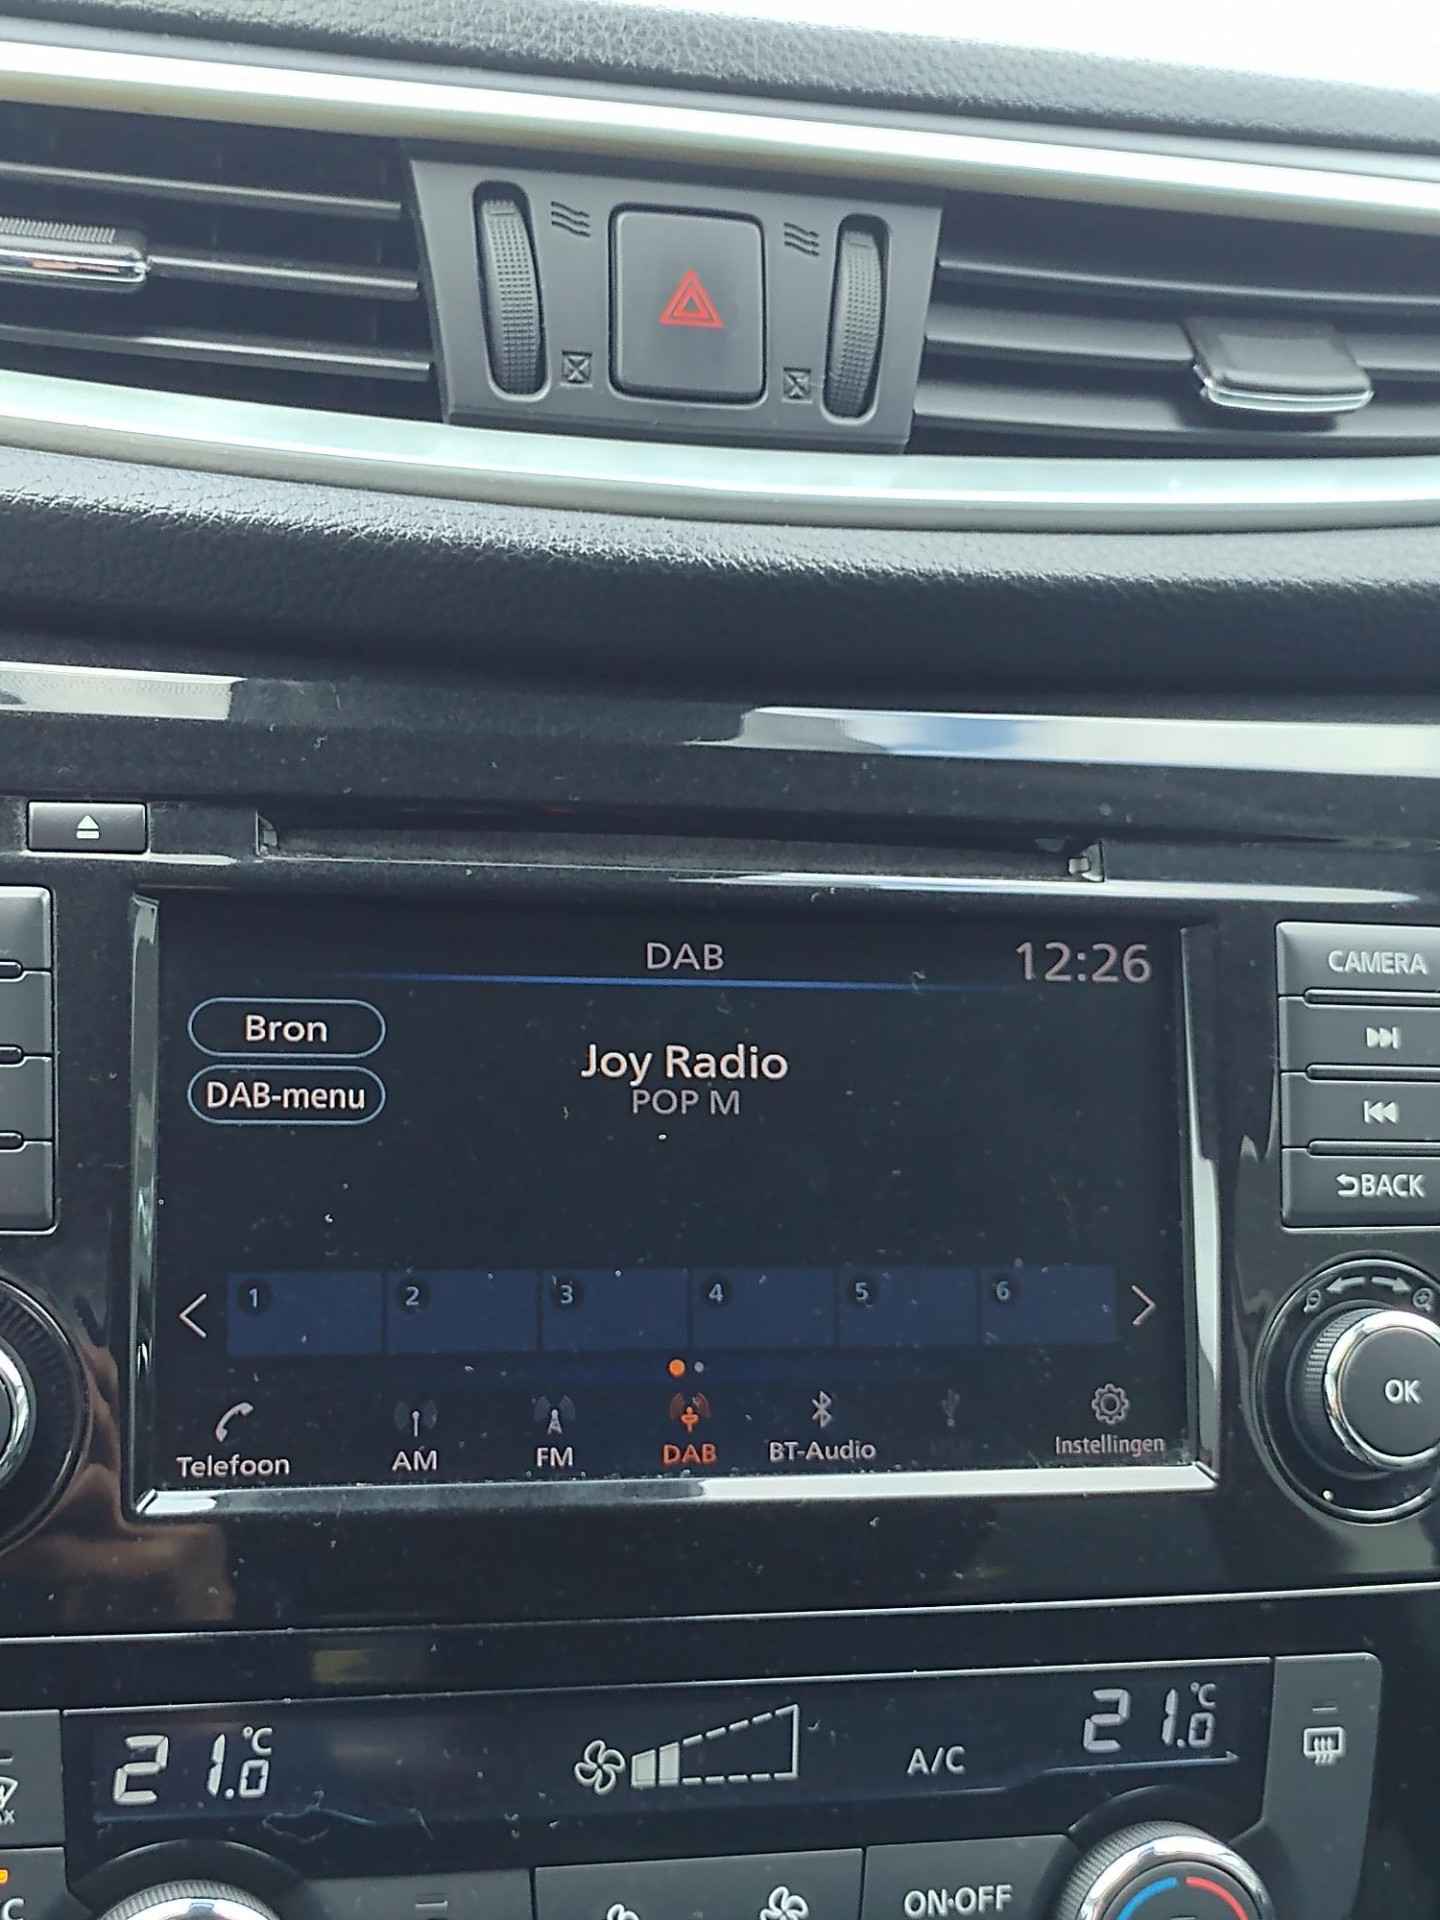 DAB
12:26
CAMERA
Bron
Joy Radio
DAB-menu
POP M
BACK
1
2
3
4
5
6
OK
Telefoon
AM
FM
DAB
BT-Audio
Instellingen
21.0 °C
A/C
21.0 °C
ON·OFF